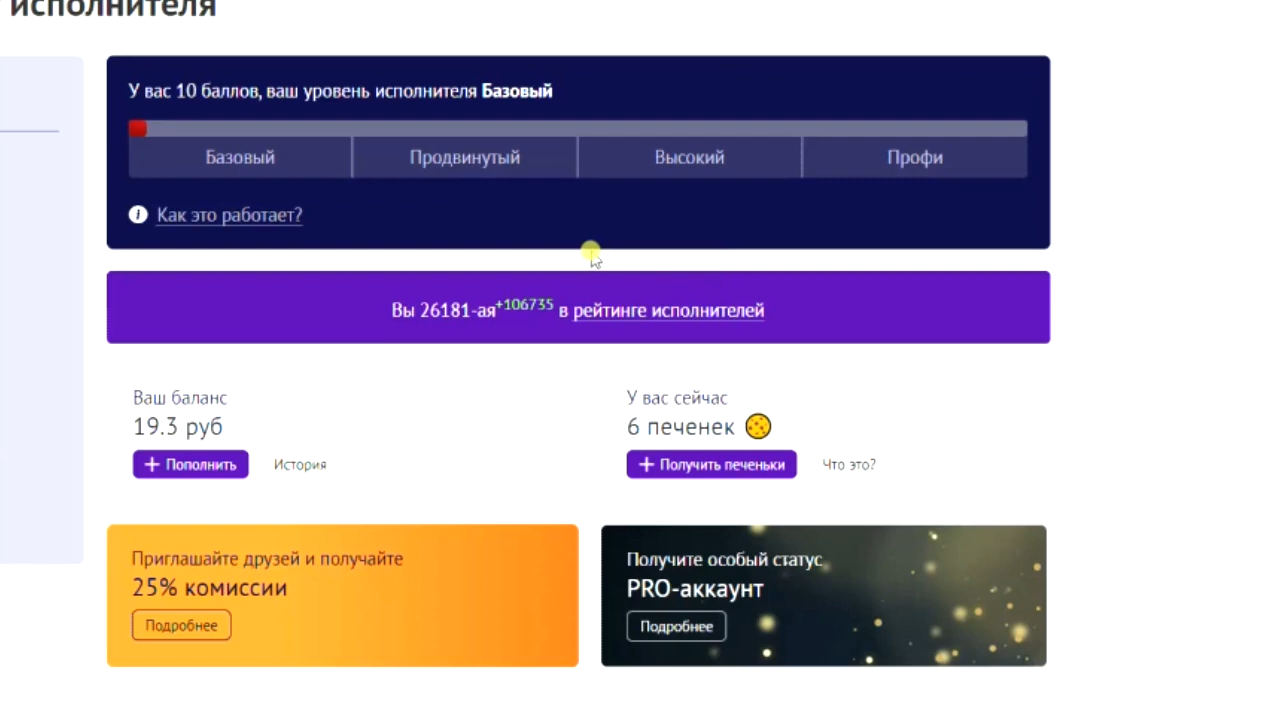 исполнителя
У вас 10 баллов, ваш уровень исполнителя Базовый
Базовый Продвинутый Высокий Профи
i Как это работает?
Вы 26181-ая+106735 в рейтинге исполнителей
Ваш баланс
19.3 руб
+ Пополнить История
У вас сейчас
6 печенек
+ Получить печеньки Что это?
Приглашайте друзей и получайте
25% комиссии
Подробнее
Получите особый статус
PRO-аккаунт
Подробнее